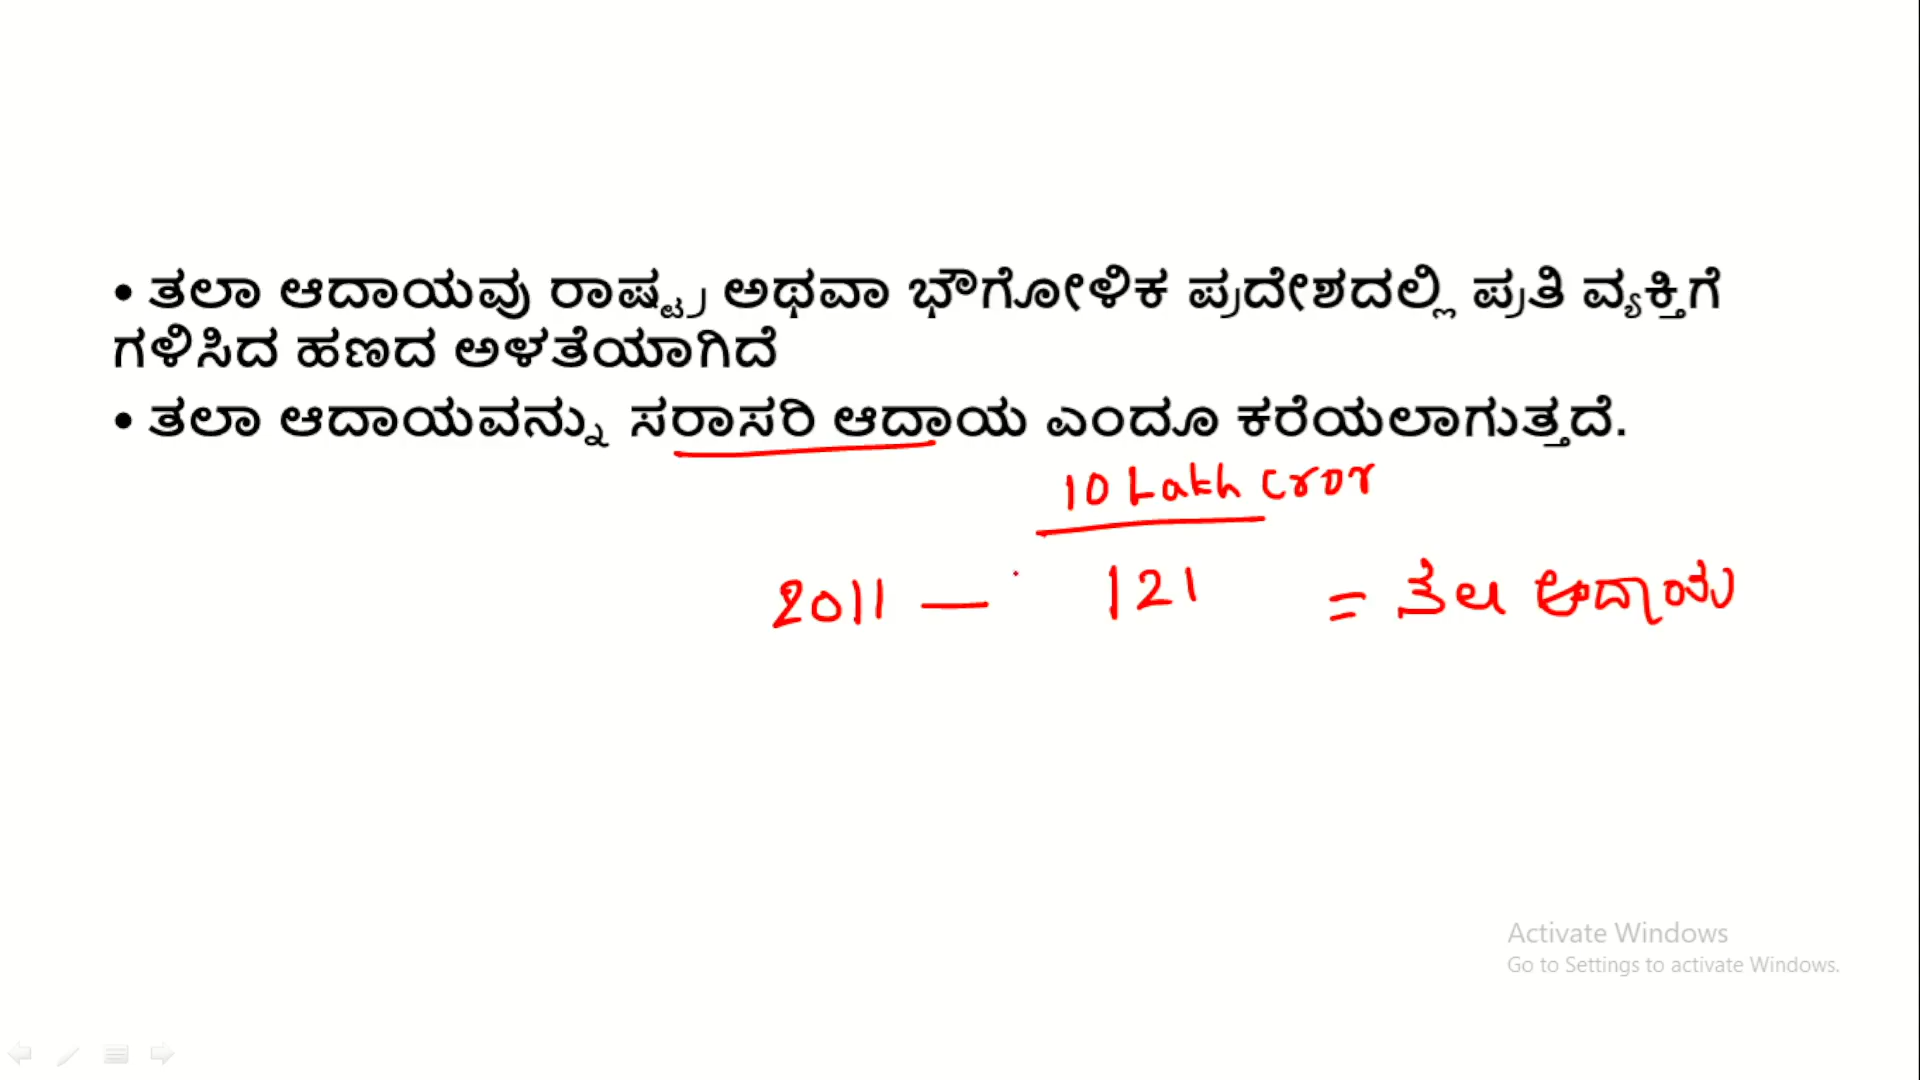 • ತಲಾ ಆದಾಯವು ರಾಷ್ಟ್ರ ಅಥವಾ ಭೌಗೋಳಿಕ ಪ್ರದೇಶದಲ್ಲಿ ಪ್ರತಿ ವ್ಯಕ್ತಿಗೆ
ಗಳಿಸಿದ ಹಣದ ಅಳತೆಯಾಗಿದೆ
• ತಲಾ ಆದಾಯವನ್ನು ಸರಾಸರಿ ಆದಾಯ ಎಂದೂ ಕರೆಯಲಾಗುತ್ತದೆ.
10 Lakh Cror
2011 — 121 = ತಲಾ ಆದಾಯ
Activate Windows
Go to Settings to activate Windows.